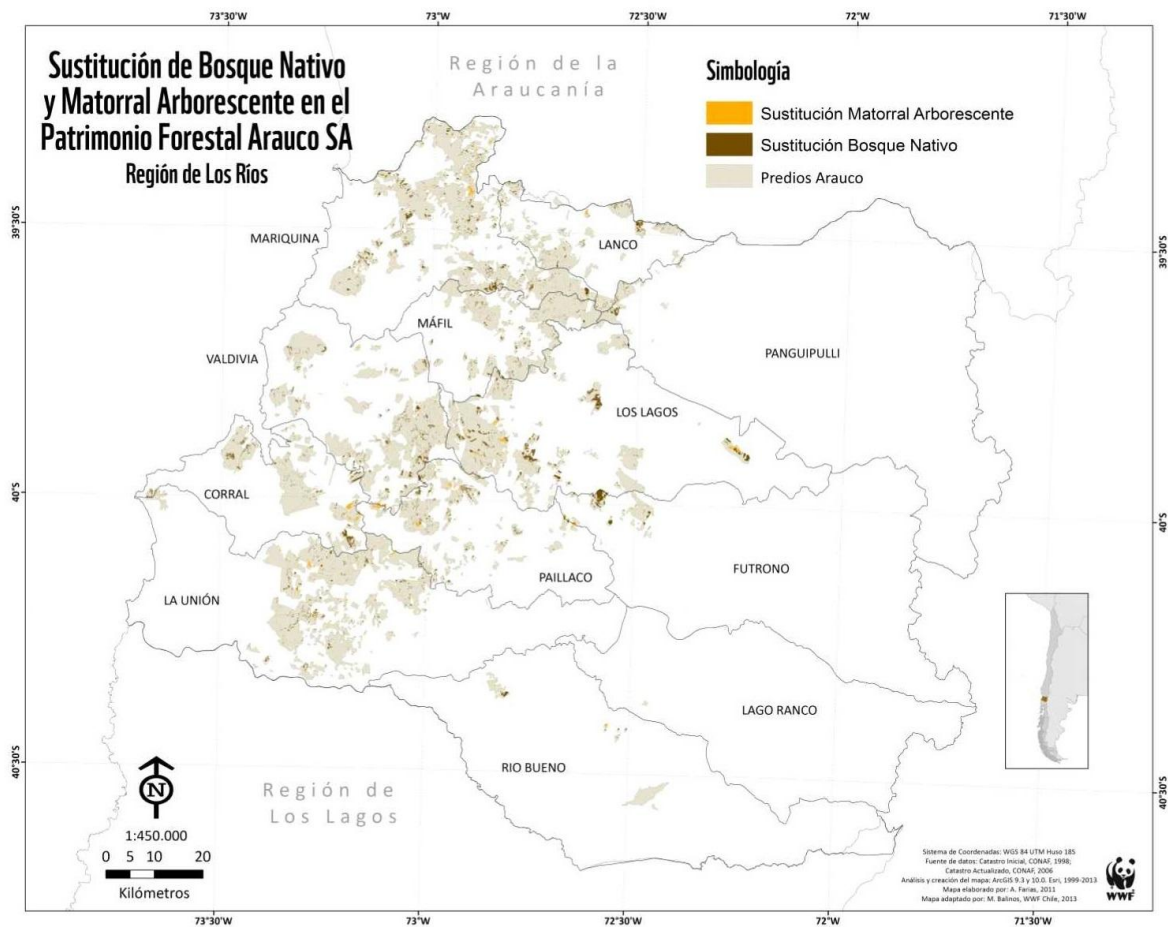 73°30'W
73°W
72°30'W
72°W
71°30'W
Sustitución de Bosque Nativo
y Matorral Arborescente en el
Patrimonio Forestal Arauco SA
Región de Los Ríos
Región de la
Araucanía
Simbología
Sustitución Matorral Arborescente
Sustitución Bosque Nativo
Predios Arauco
39°30'S
39°30'S
MARIQUINA
LANCO
MÁFIL
VALDIVIA
PANGUIPULLI
LOS LAGOS
40°S
40°S
CORRAL
PAILLACO
FUTRONO
LA UNIÓN
LAGO RANCO
RIO BUENO
40°30'S
40°30'S
Región de
Los Lagos
N
1:450.000
0 5 10 20
Kilómetros
Sistema de Coordenadas: WGS 84 UTM Huso 18S
Fuente de datos: Catastro Inicial, CONAF, 1998;
Catastro Actualizado, CONAF, 2006
Análisis y creación del mapa: ArcGIS 9.3 y 10.0. Esri, 1999-2013
Mapa elaborado por: A. Farias, 2011
Mapa adaptado por: M. Balinos, WWF Chile, 2013
WWF
73°30'W
73°W
72°30'W
72°W
71°30'W